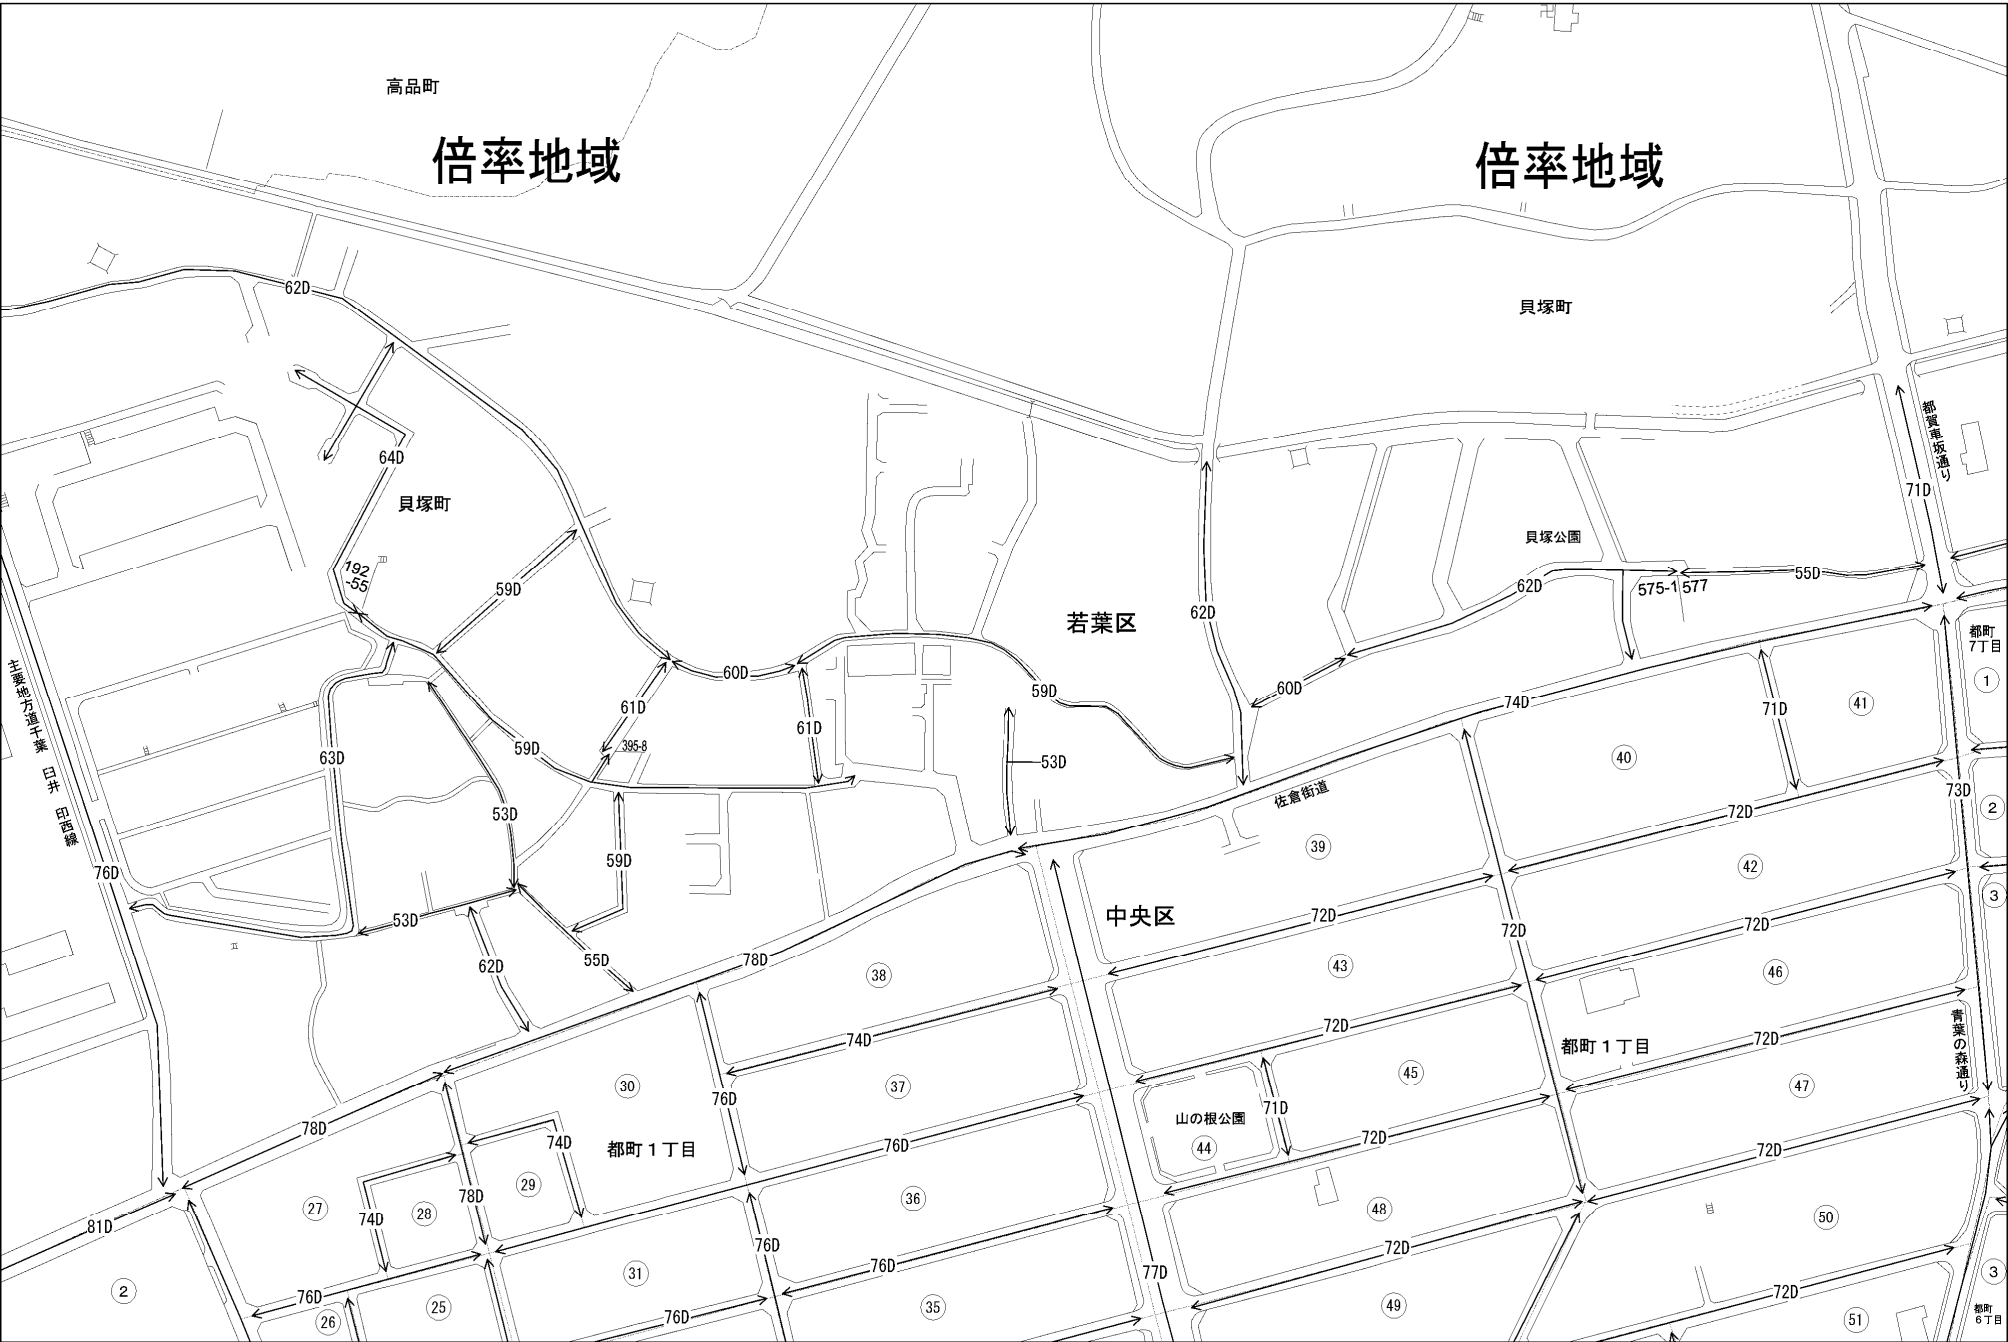 高品町
倍率地域
倍率地域
貝塚町
62D
都賀車坂通り
71D
64D
貝塚町
貝塚公園
192
-55
59D
62D
62D
575-1
577
55D
若葉区
都町
7丁目
1
主要地方道千葉 臼井 印西線
60D
61D
59D
60D
74D
71D
41
61D
63D
59D
395-8
53D
40
73D
佐倉街道
72D
2
53D
59D
39
42
76D
3
53D
中央区
72D
72D
72D
62D
55D
78D
38
43
46
青葉の森通り
74D
72D
72D
都町1丁目
30
37
45
47
76D
71D
山の根公園
44
78D
74D
都町1丁目
76D
72D
72D
27
74D
28
78D
29
36
48
50
81D
76D
72D
76D
77D
2
31
3
76D
25
26
76D
35
49
72D
51
都町
6丁目